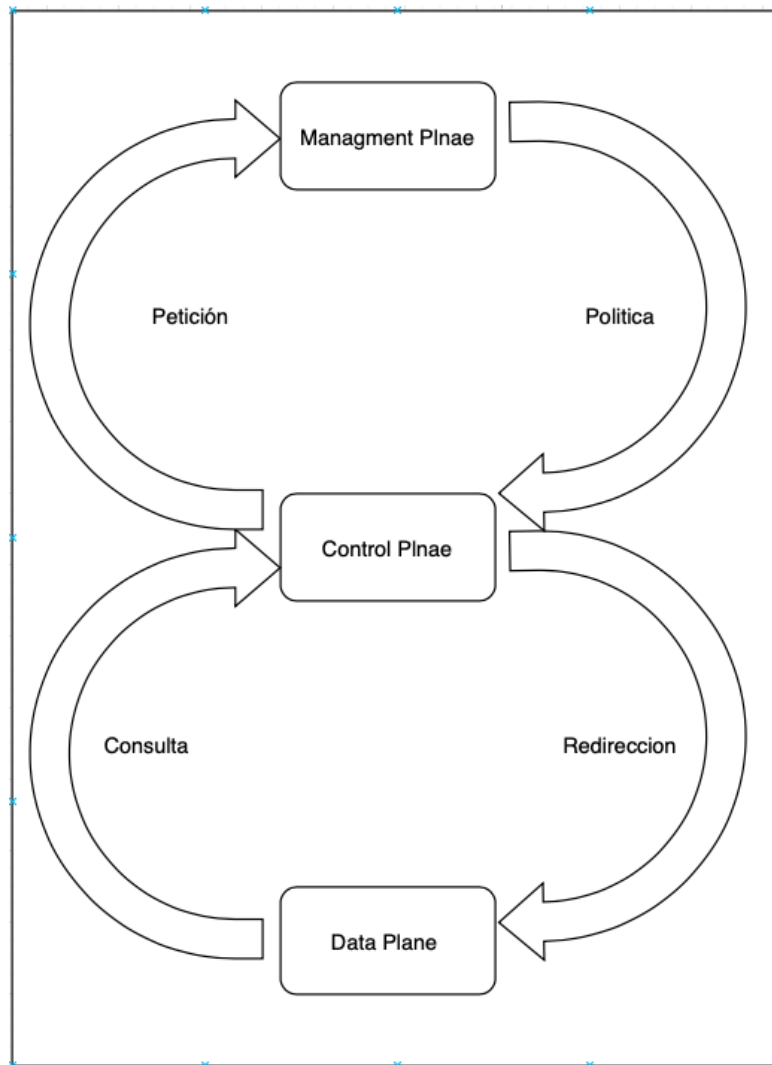 Managment Plnae
Petición
Politica
Control Plnae
Consulta
Redireccion
Data Plane